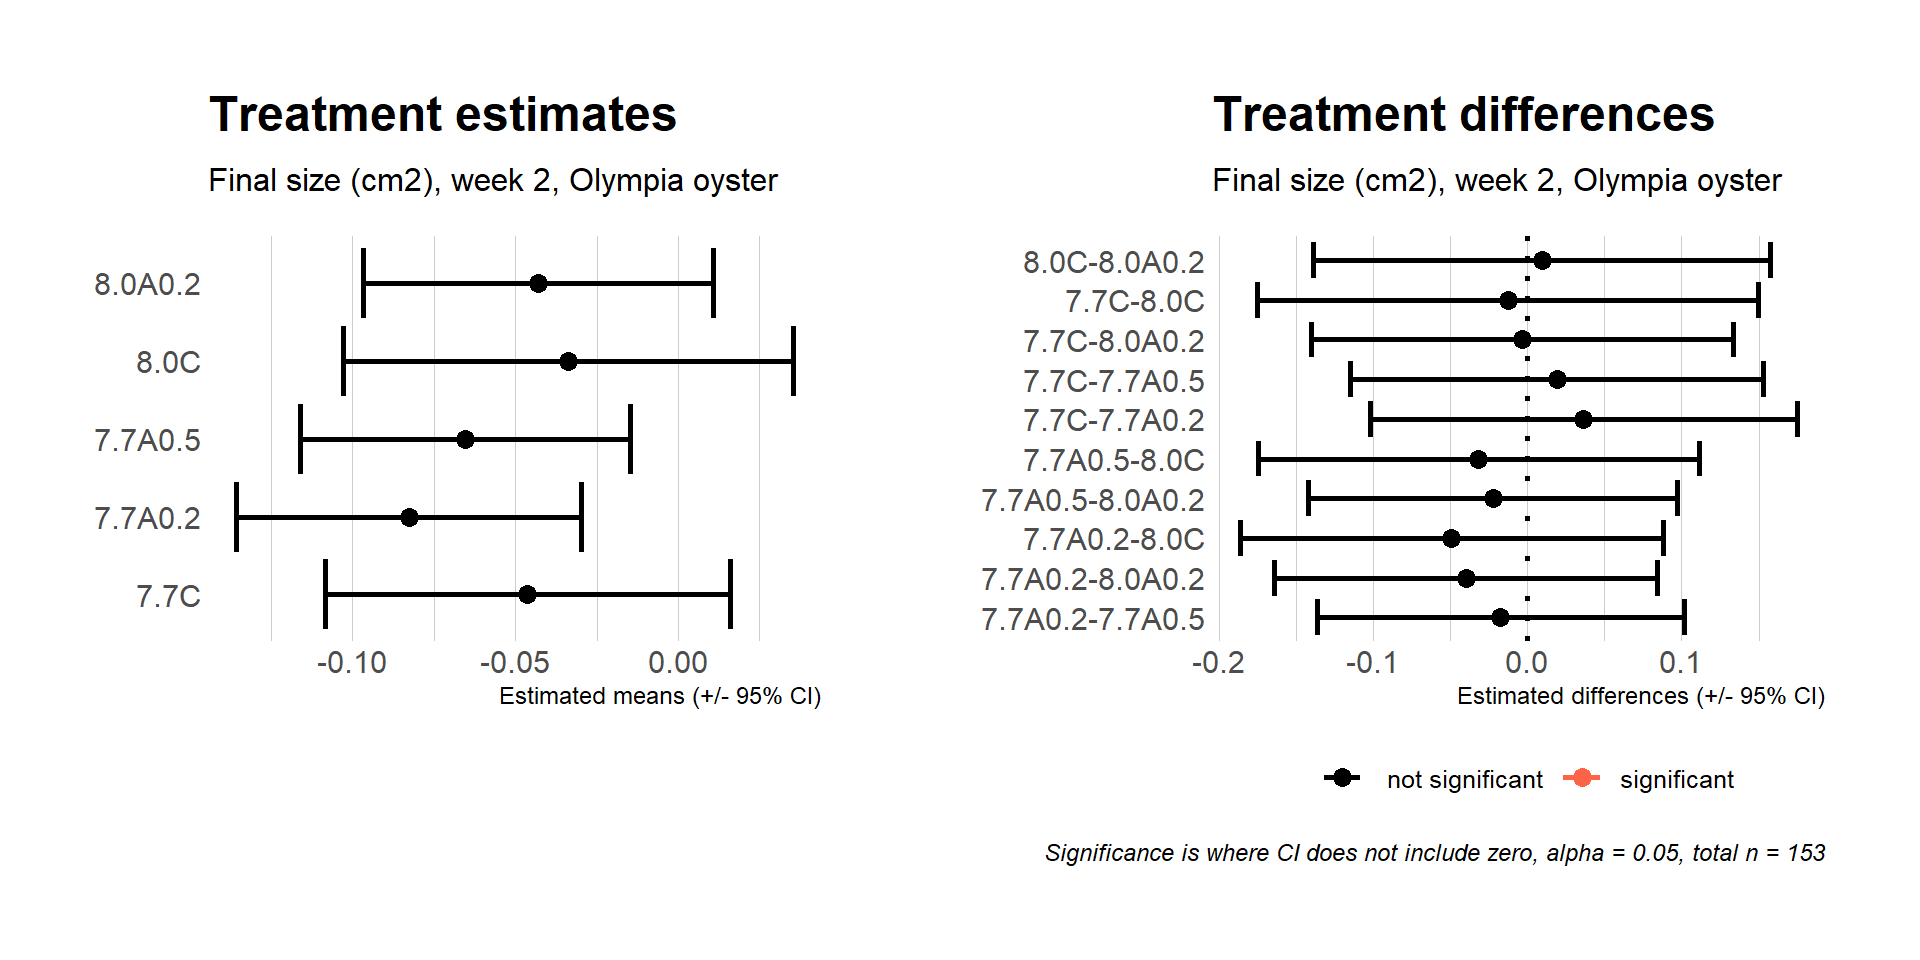 Treatment estimates
Final size (cm2), week 2, Olympia oyster
8.0A0.2
8.0C
7.7A0.5
7.7A0.2
7.7C
-0.10 -0.05 0.00
Estimated means (+/- 95% CI)
Treatment differences
Final size (cm2), week 2, Olympia oyster
8.0C-8.0A0.2
7.7C-8.0C
7.7C-8.0A0.2
7.7C-7.7A0.5
7.7C-7.7A0.2
7.7A0.5-8.0C
7.7A0.5-8.0A0.2
7.7A0.2-8.0C
7.7A0.2-8.0A0.2
7.7A0.2-7.7A0.5
-0.2 -0.1 0.0 0.1
Estimated differences (+/- 95% CI)
not significant significant
Significance is where CI does not include zero, alpha = 0.05, total n = 153